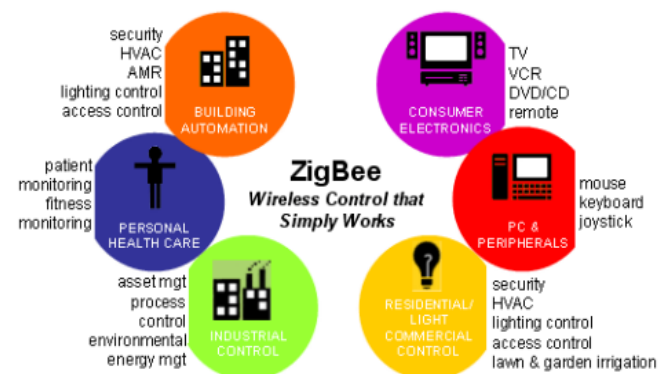 security
HVAC
AMR
lighting control
access control
BUILDING
AUTOMATION
CONSUMER
ELECTRONICS
TV
VCR
DVD/CD
remote
patient
monitoring
fitness
monitoring
PERSONAL
HEALTH CARE
ZigBee
Wireless Control that
Simply Works
PC &
PERIPHERALS
mouse
keyboard
joystick
asset mgt
process
control
environmental
energy mgt
INDUSTRIAL
CONTROL
RESIDENTIAL/
LIGHT
COMMERCIAL
CONTROL
security
HVAC
lighting control
access control
lawn & garden irrigation